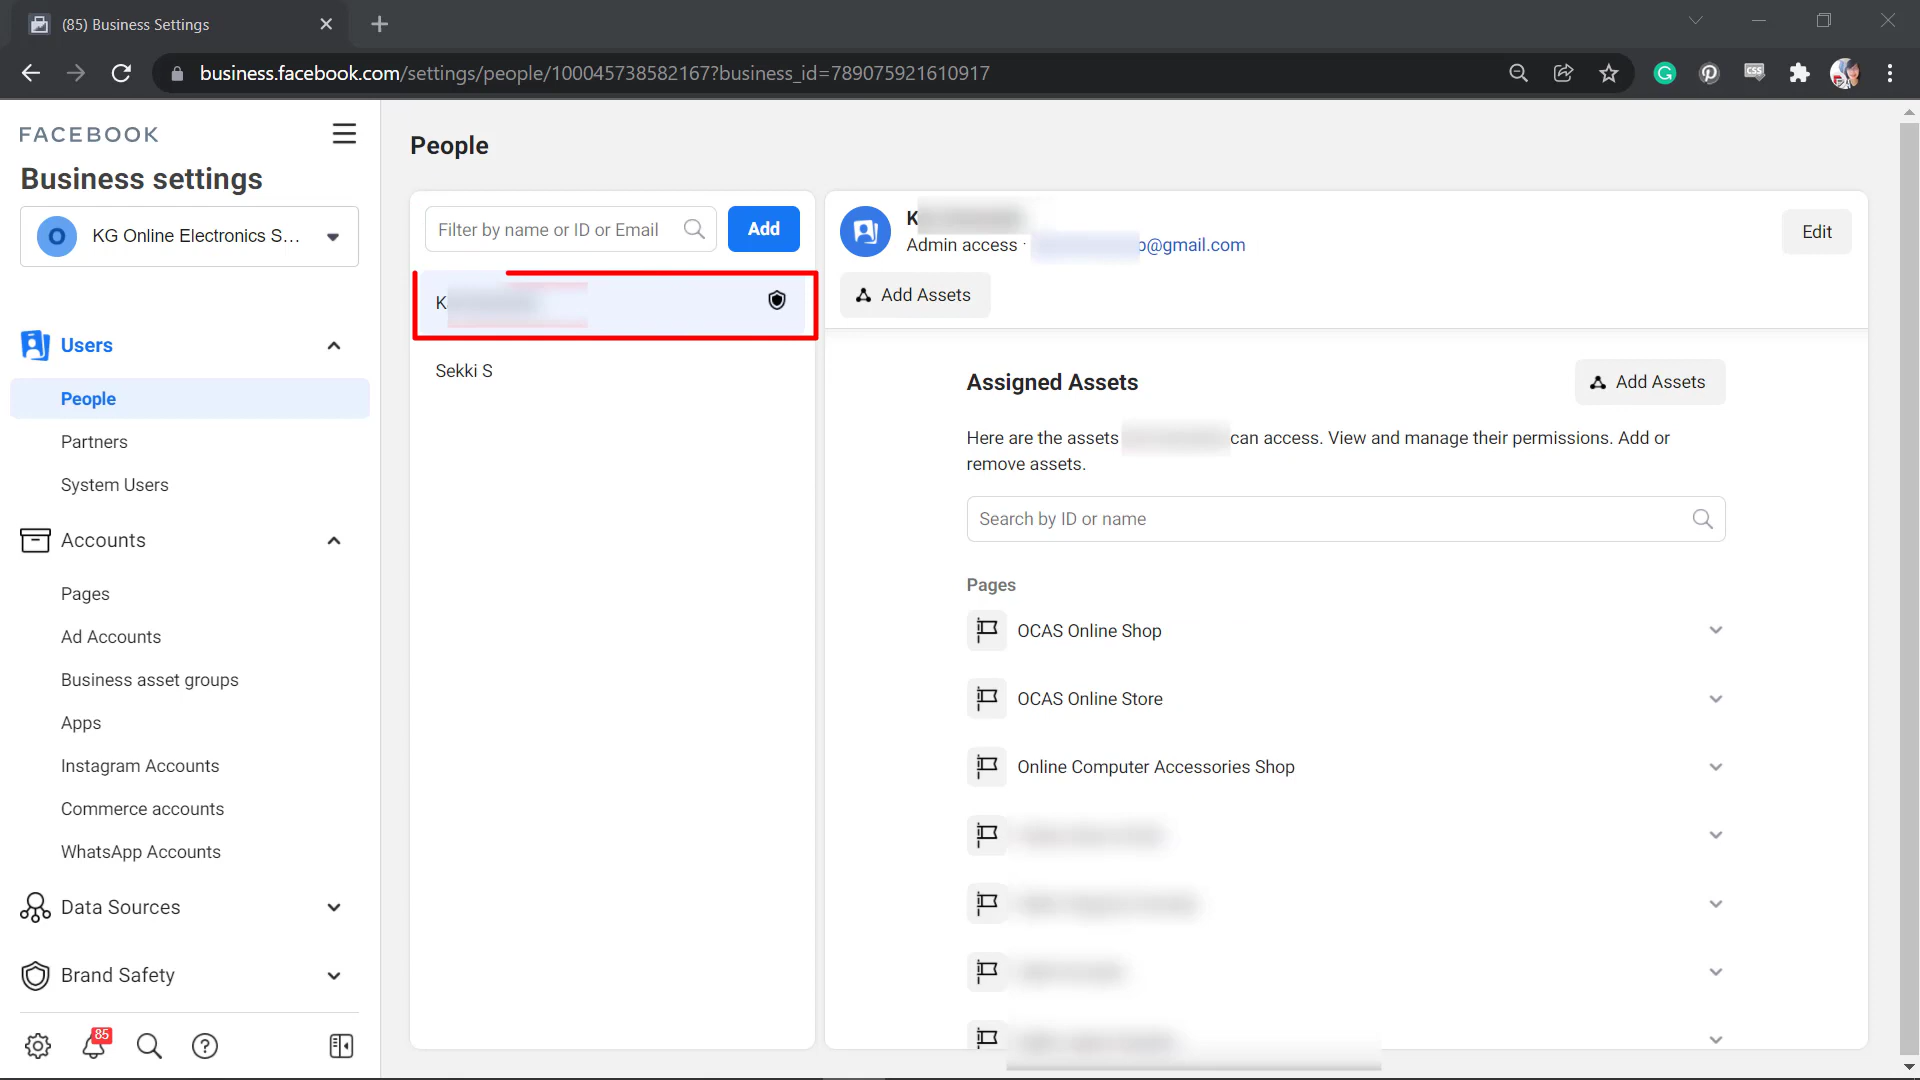 (85) Business Settings
business.facebook.com/settings/people/100045738582167?business_id=789075921610917
CSS
FACEBOOK
Business settings
O
KG Online Electronics S...
Users
People
Partners
System Users
Accounts
Pages
Ad Accounts
Business asset groups
Apps
Instagram Accounts
Commerce accounts
WhatsApp Accounts
Data Sources
Brand Safety
85
People
Filter by name or ID or Email
Add
K
Sekki S
K
Admin access · @gmail.com
Edit
Add Assets
Assigned Assets
Add Assets
Here are the assets can access. View and manage their permissions. Add or
remove assets.
Search by ID or name
Pages
OCAS Online Shop
OCAS Online Store
Online Computer Accessories Shop